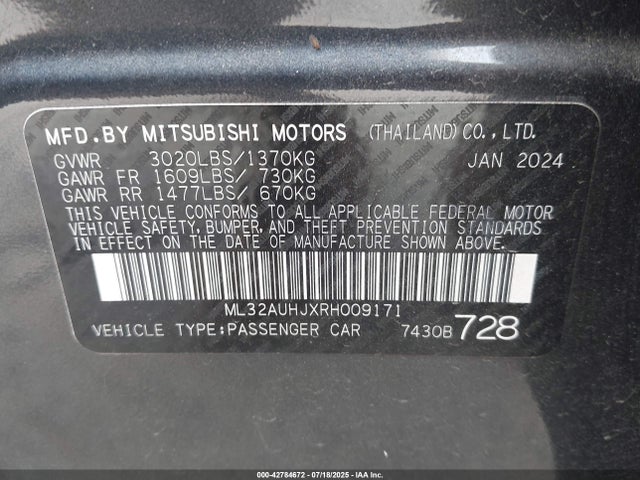 MFD.BY MITSUBISHI MOTORS (THAILAND)CO.,LTD.
GVWR 3020LBS/1370KG JAN 2024
GAWR FR 1609LBS/ 730KG
GAWR RR 1477LBS/ 670KG
THIS VEHICLE CONFORMS TO ALL APPLICABLE FEDERAL MOTOR
VEHICLE SAFETY, BUMPER, AND THEFT PREVENTION STANDARDS
IN EFFECT ON THE DATE OF MANUFACTURE SHOWN ABOVE.
ML32AUHJXRH009171
VEHICLE TYPE:PASSENGER CAR 7430B 728
000-42784672 - 07/18/2025 - IAA Inc.